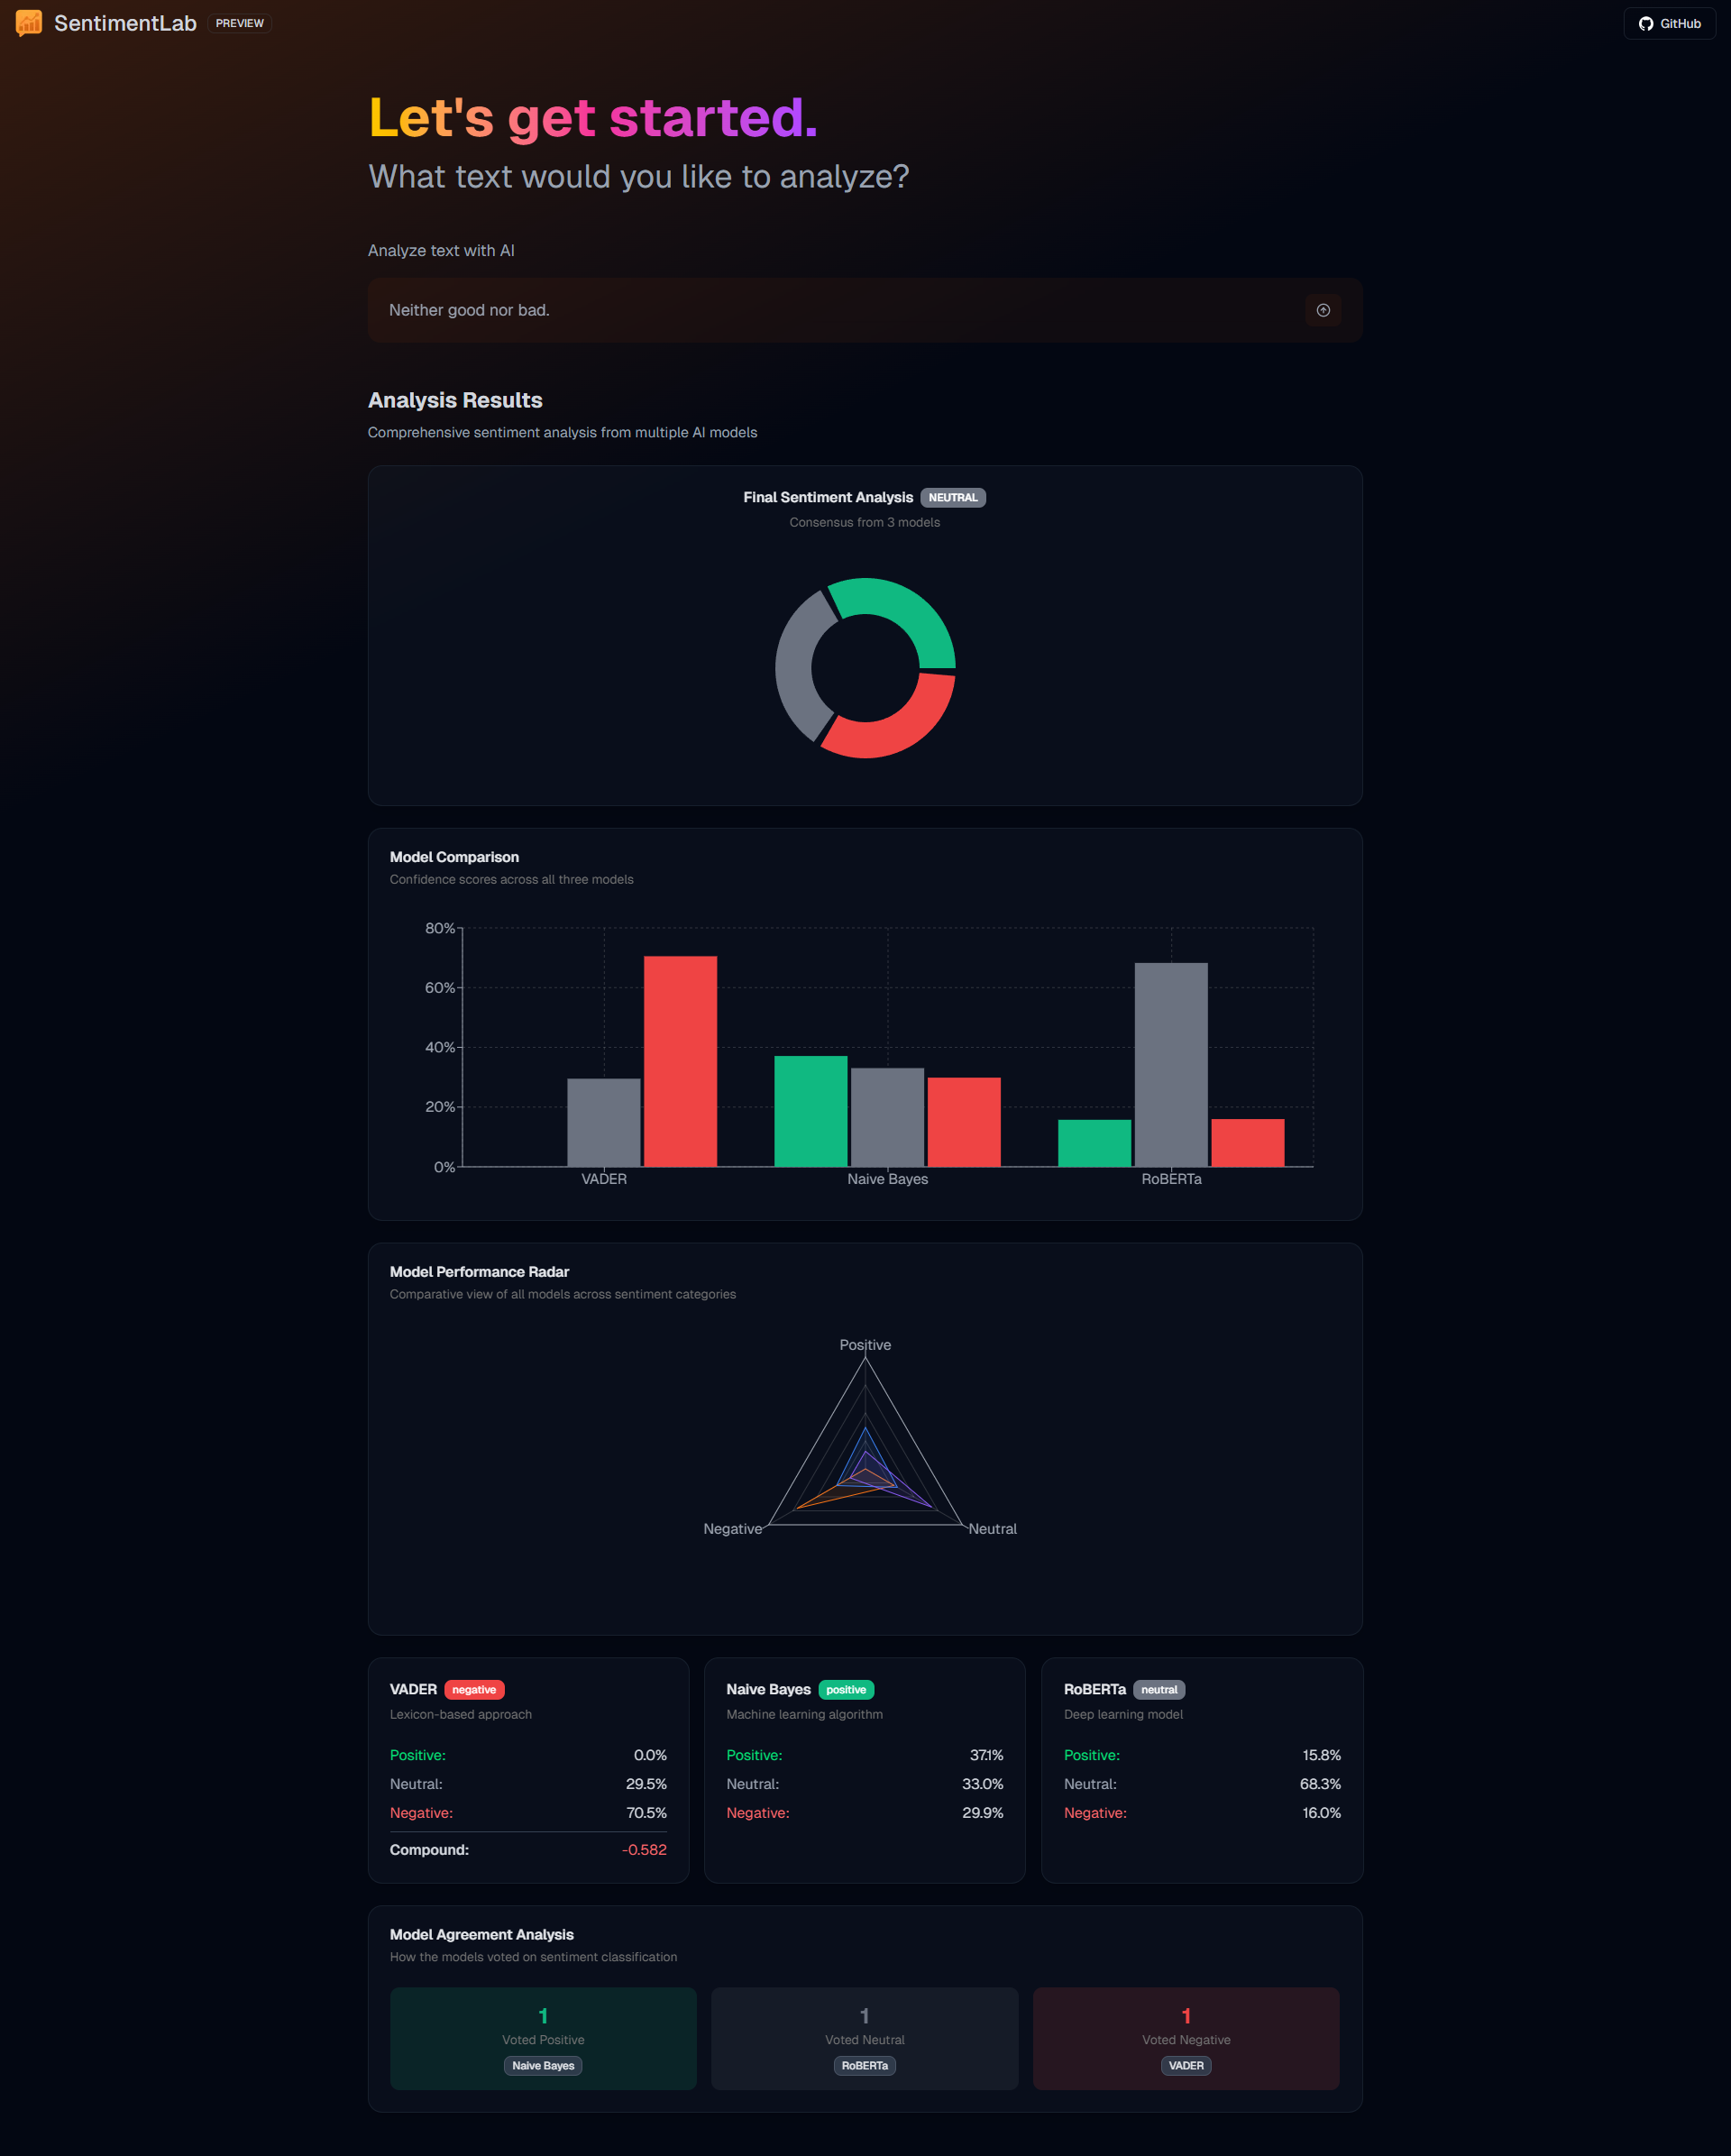 SentimentLab PREVIEW
GitHub
Let's get started.
What text would you like to analyze?
Analyze text with AI
Neither good nor bad.
Analysis Results
Comprehensive sentiment analysis from multiple AI models
Final Sentiment Analysis NEUTRAL
Consensus from 3 models
Model Comparison
Confidence scores across all three models
80%
60%
40%
20%
0%
VADER Naive Bayes RoBERTa
Model Performance Radar
Comparative view of all models across sentiment categories
Positive
Negative Neutral
VADER negative
Lexicon-based approach
Positive: 0.0%
Neutral: 29.5%
Negative: 70.5%
Compound: -0.582
Naive Bayes positive
Machine learning algorithm
Positive: 37.1%
Neutral: 33.0%
Negative: 29.9%
RoBERTa neutral
Deep learning model
Positive: 15.8%
Neutral: 68.3%
Negative: 16.0%
Model Agreement Analysis
How the models voted on sentiment classification
1
Voted Positive
Naive Bayes
1
Voted Neutral
RoBERTa
1
Voted Negative
VADER